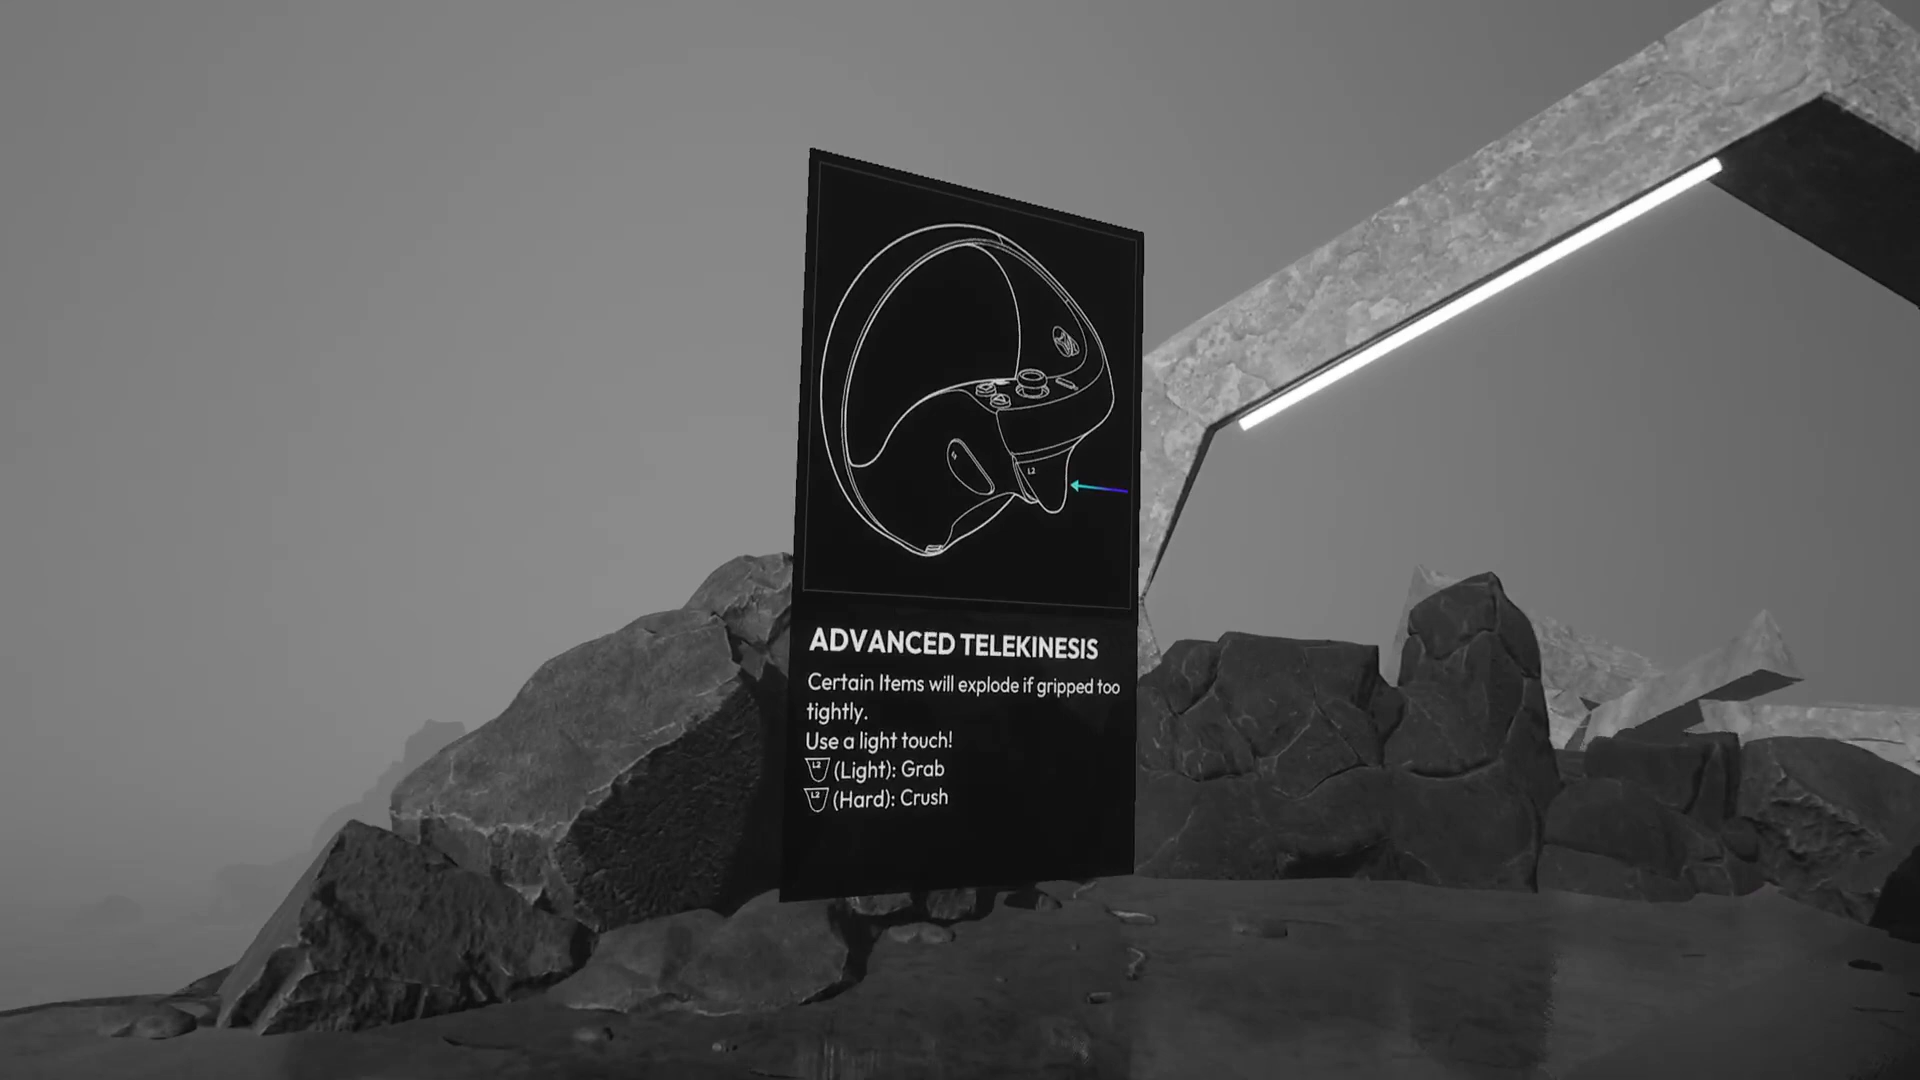 L2
ADVANCED TELEKINESIS
Certain Items will explode if gripped too
tightly.
Use a light touch!
L2 (Light): Grab
L2 (Hard): Crush